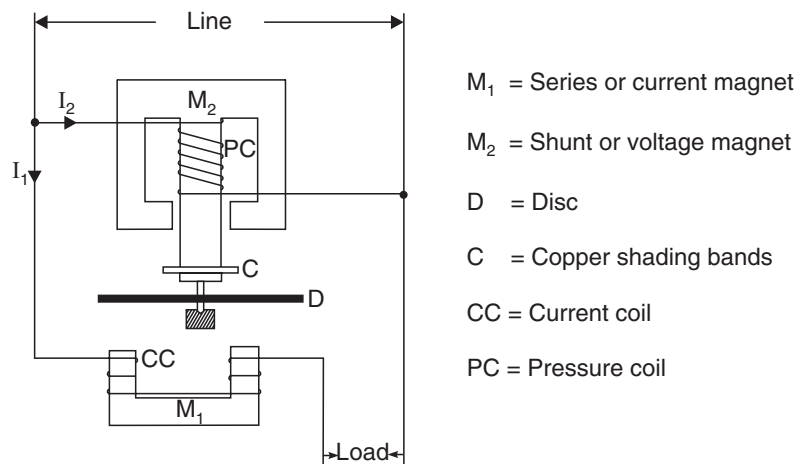 Line
M₂
I₂
PC
I₁
C
D
CC
M₁
Load
M₁ = Series or current magnet
M₂ = Shunt or voltage magnet
D = Disc
C = Copper shading bands
CC = Current coil
PC = Pressure coil